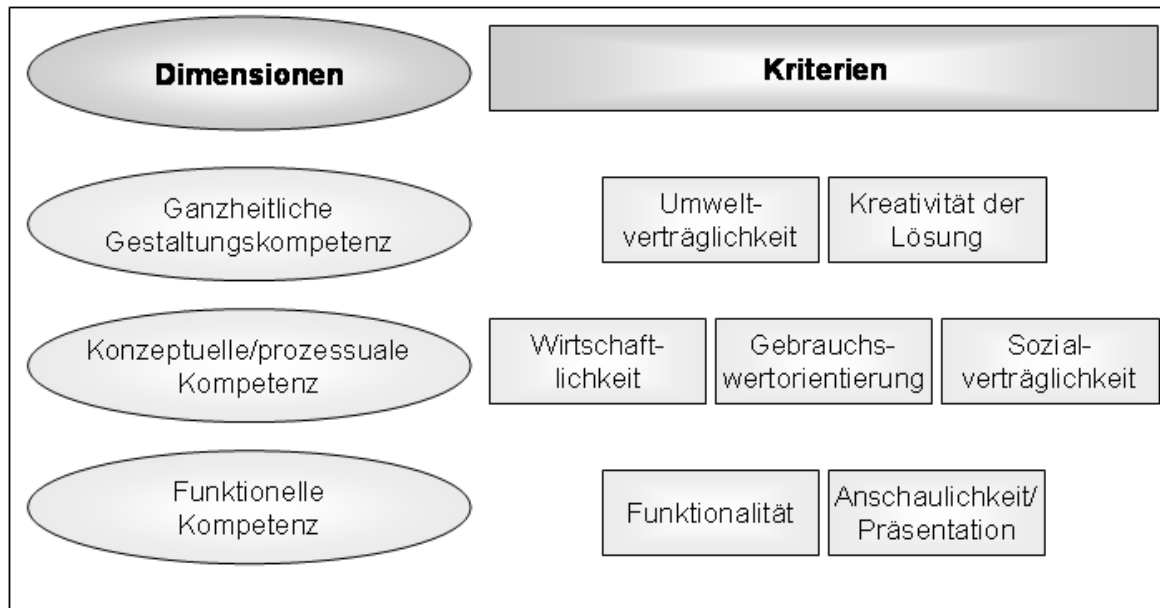 Dimensionen
Kriterien
Ganzheitliche
Gestaltungskompetenz
Umwelt-
verträglichkeit
Kreativität der
Lösung
Konzeptuelle/prozessuale
Kompetenz
Wirtschaft-
lichkeit
Gebrauchs-
wertorientierung
Sozial-
verträglichkeit
Funktionelle
Kompetenz
Funktionalität
Anschaulichkeit/
Präsentation